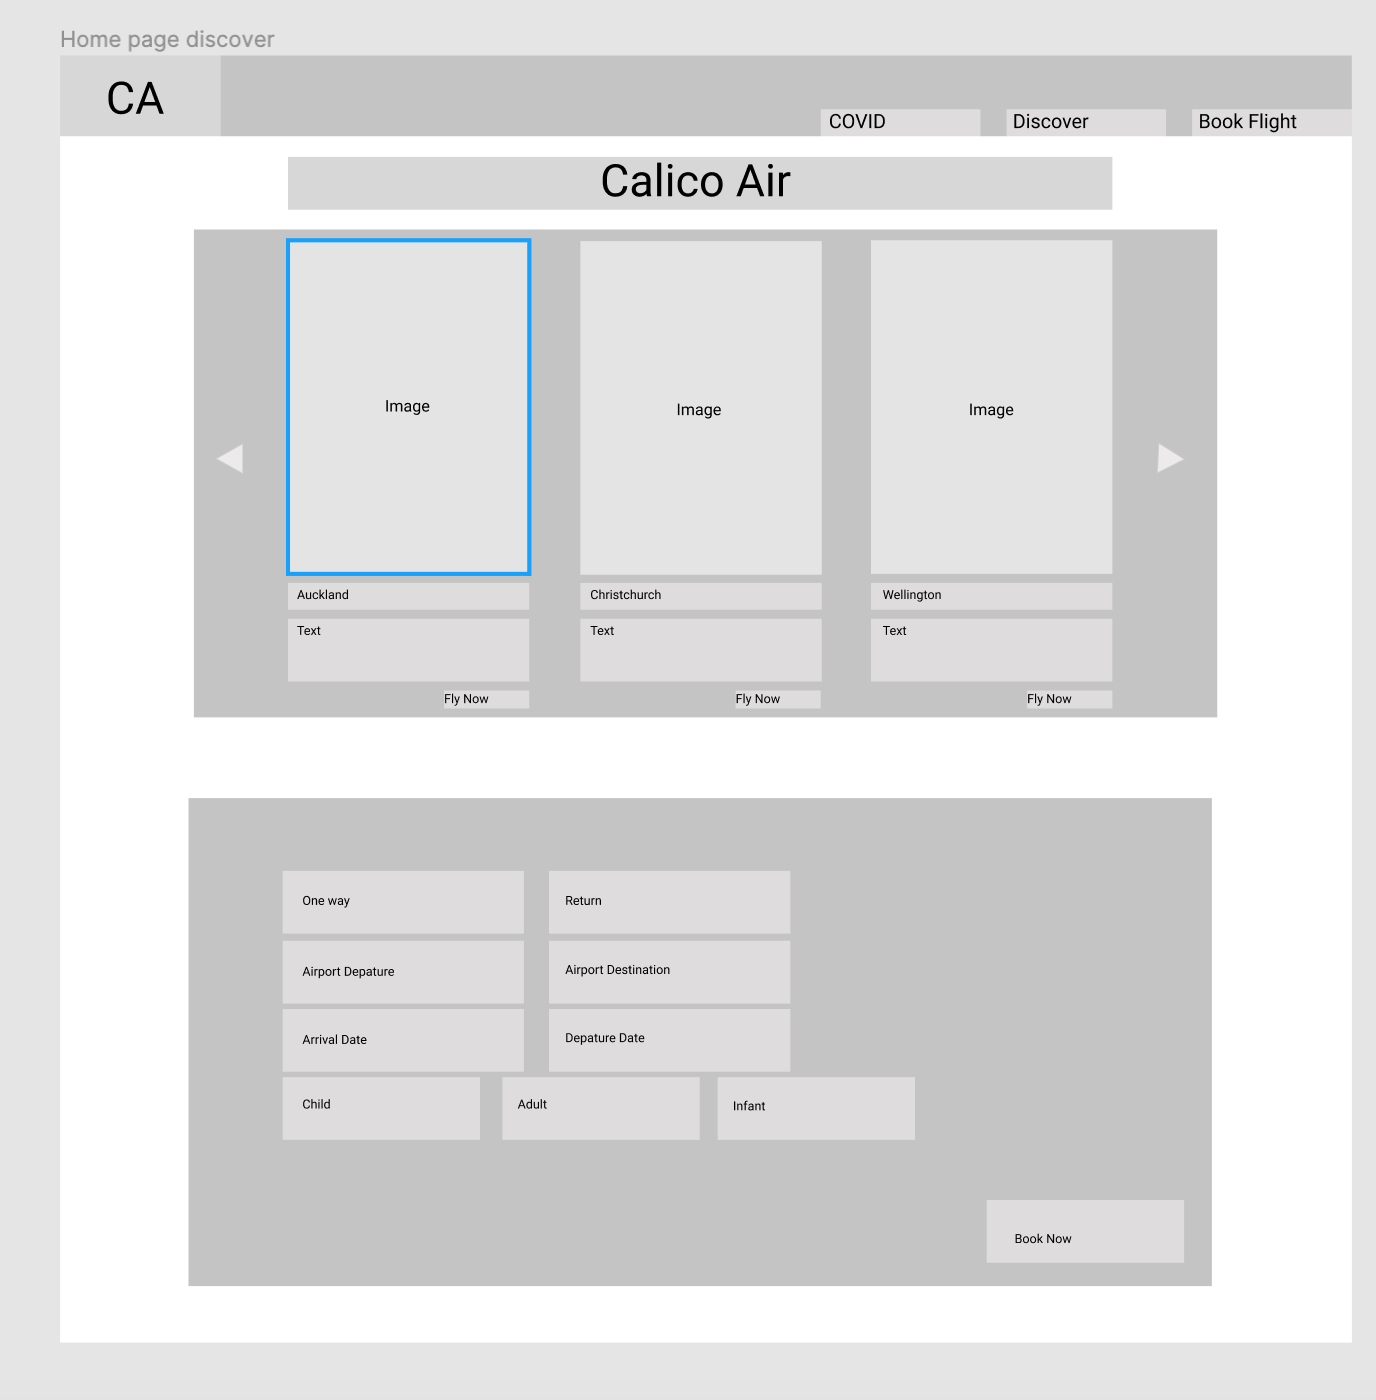 Home page discover
CA
COVID
Discover
Book Flight
Calico Air
Image
Image
Image
Auckland
Christchurch
Wellington
Text
Text
Text
Fly Now
Fly Now
Fly Now
One way
Return
Airport Depature
Airport Destination
Arrival Date
Depature Date
Child
Adult
Infant
Book Now